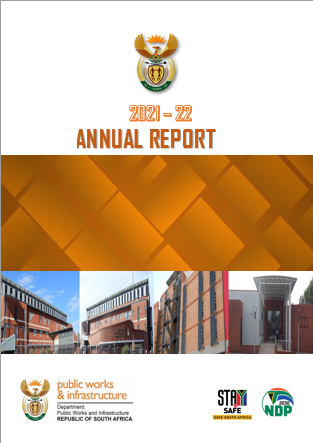 2021 – 22
ANNUAL REPORT
public works
& infrastructure
Department:
Public Works and Infrastructure
REPUBLIC OF SOUTH AFRICA
STAY
SAFE
SAVE SOUTH AFRICA
2030
NDP